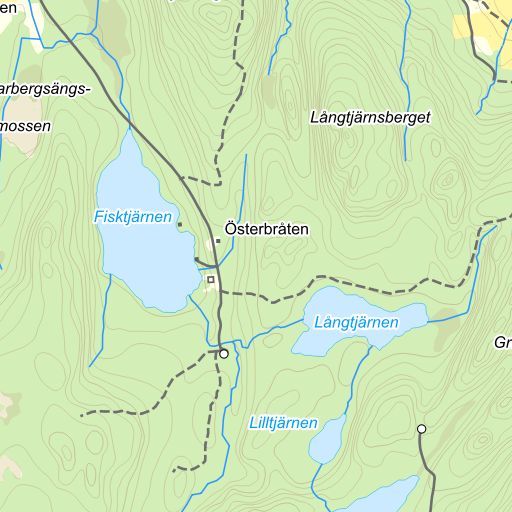 en
arbergsängs-
mossen
Långtjärnsberget
Fisktjärnen
Österbråten
Långtjärnen
Gr
Lilltjärnen